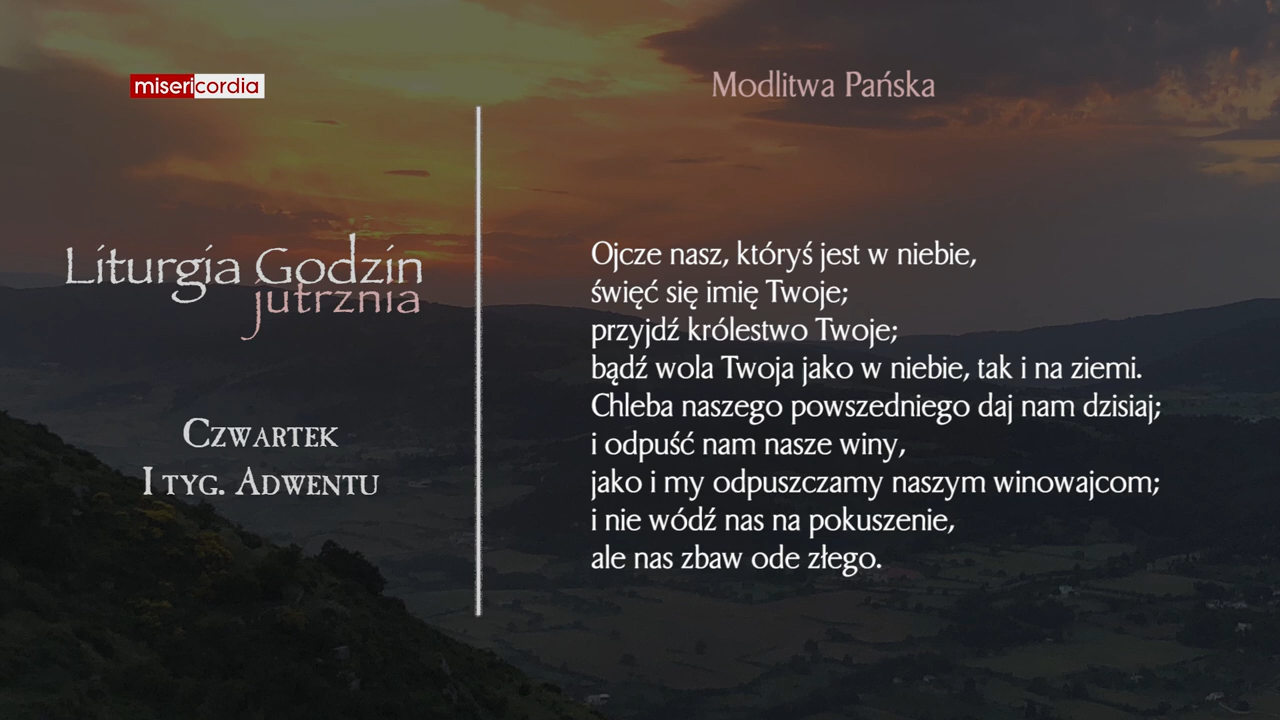 misericordia
Liturgia Godzin
jutrznia
Czwartek
I tyg. Adwentu
Modlitwa Pańska
Ojcze nasz, któryś jest w niebie,
święć się imię Twoje;
przyjdź królestwo Twoje;
bądź wola Twoja jako w niebie, tak i na ziemi.
Chleba naszego powszedniego daj nam dzisiaj;
i odpuść nam nasze winy,
jako i my odpuszczamy naszym winowajcom;
i nie wódź nas na pokuszenie,
ale nas zbaw ode złego.